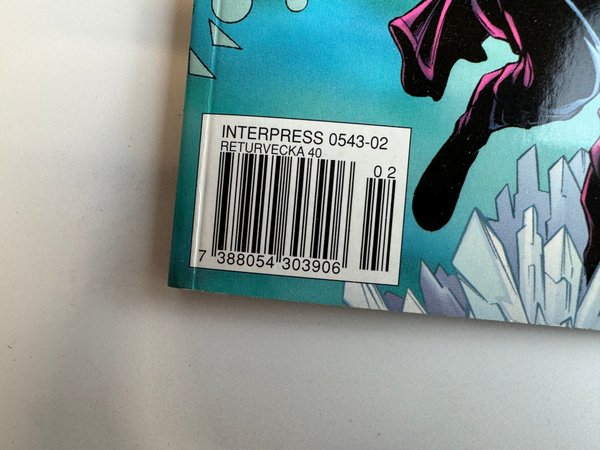 INTERPRESS 0543-02
RETURVECKA 40
02
7 388054 303906